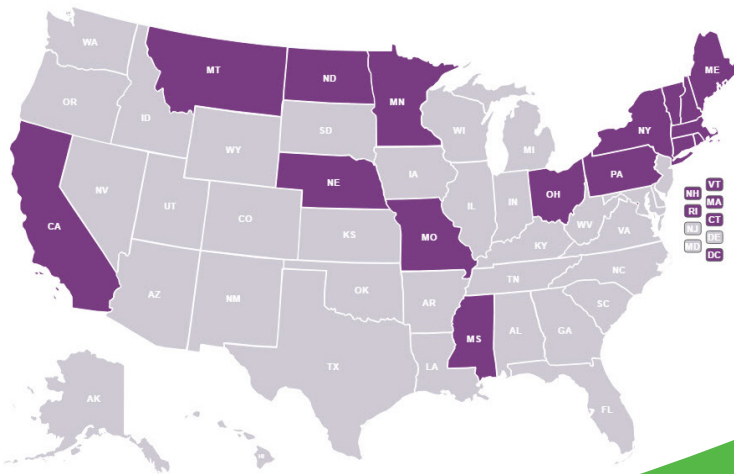 WA
MT
ND
MN
ME
OR
ID
WY
SD
WI
MI
NY
NE
IA
PA
NV
UT
CO
IL
IN
OH
CA
KS
MO
KY
WV
VA
AZ
NM
OK
AR
TN
NC
SC
TX
LA
MS
AL
GA
FL
AK
HI
VT
NH
MA
RI
CT
NJ
DE
MD
DC